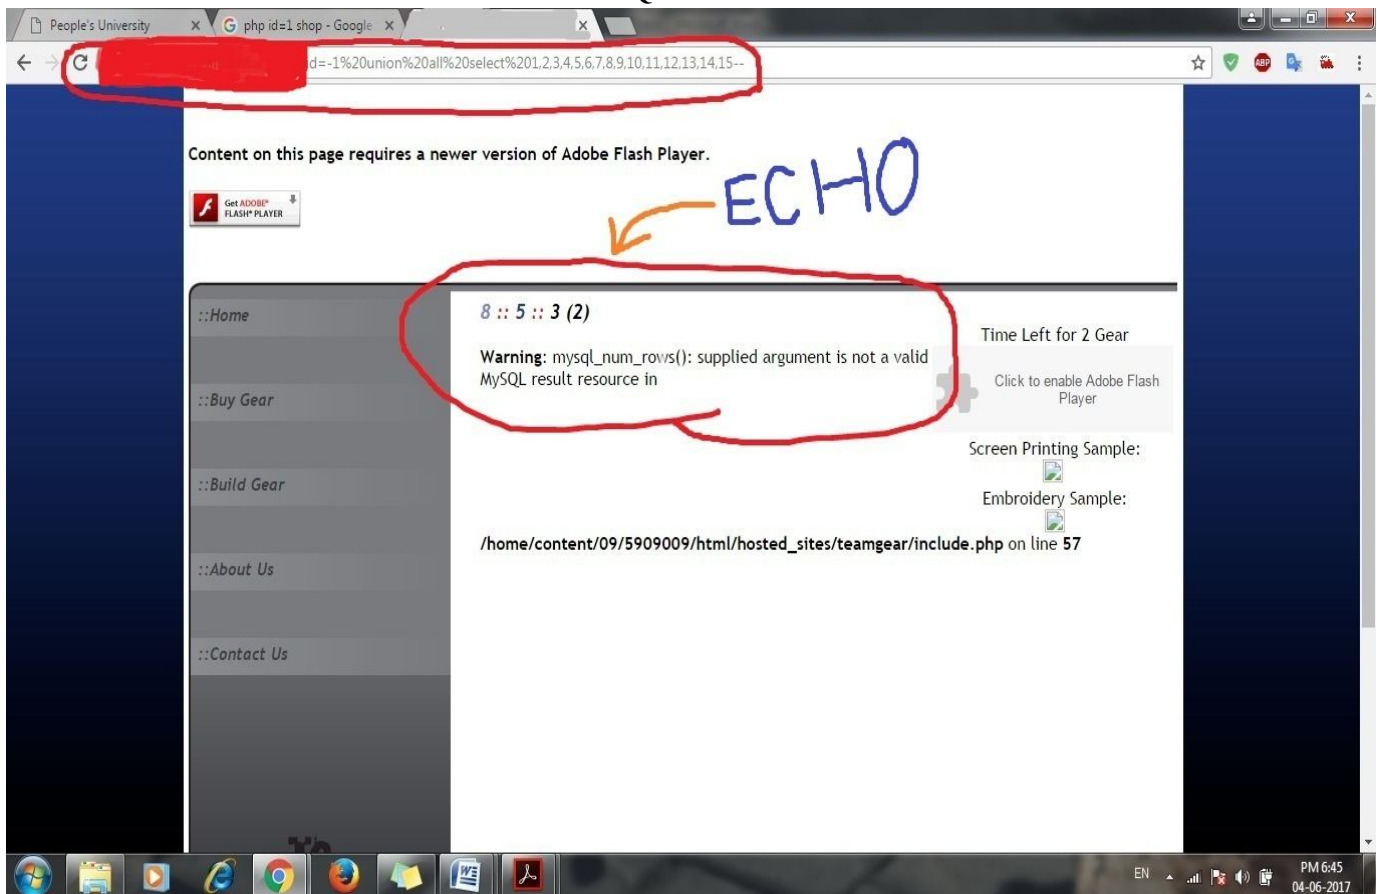 Q
People's University
php id=1 shop - Google
d=-1%20union%20all%20select%201,2,3,4,5,6,7,8,9,10,11,12,13,14,15--
ABP
Content on this page requires a newer version of Adobe Flash Player.
Get ADOBE®
FLASH® PLAYER
ECHO
::Home
::Buy Gear
::Build Gear
::About Us
::Contact Us
8 :: 5 :: 3 (2)
Warning: mysql_num_rows(): supplied argument is not a valid
MySQL result resource in
Time Left for 2 Gear
Click to enable Adobe Flash
Player
Screen Printing Sample:
Embroidery Sample:
/home/content/09/5909009/html/hosted_sites/teamgear/include.php on line 57
EN
PM 6:45
04-06-2017